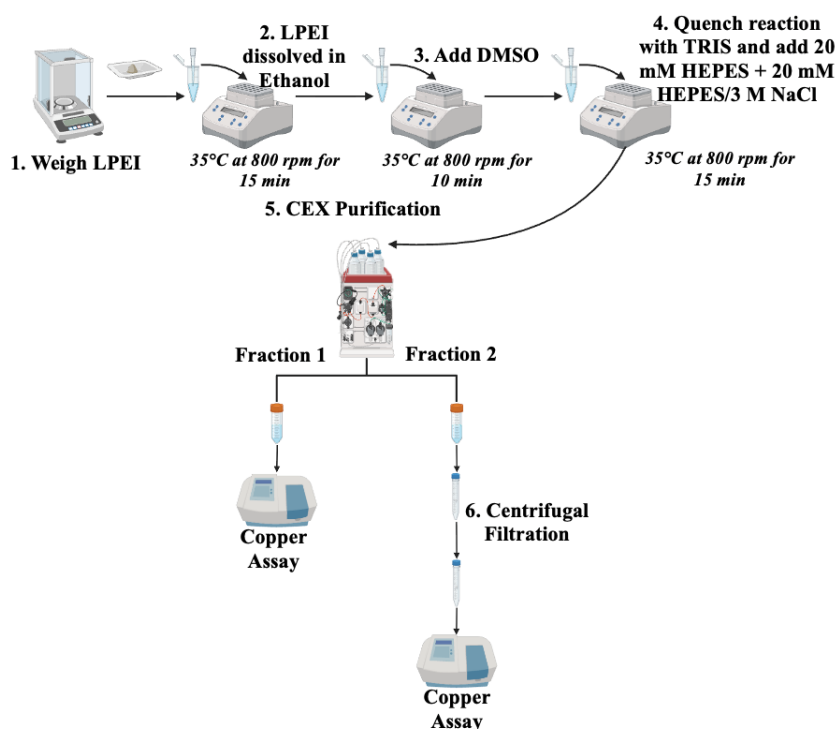 1. Weigh LPEI
2. LPEI
dissolved in
Ethanol
35°C at 800 rpm for
15 min
3. Add DMSO
35°C at 800 rpm for
10 min
4. Quench reaction
with TRIS and add 20
mM HEPES + 20 mM
HEPES/3 M NaCl
35°C at 800 rpm for
15 min
5. CEX Purification
Fraction 1
Fraction 2
Copper
Assay
6. Centrifugal
Filtration
Copper
Assay